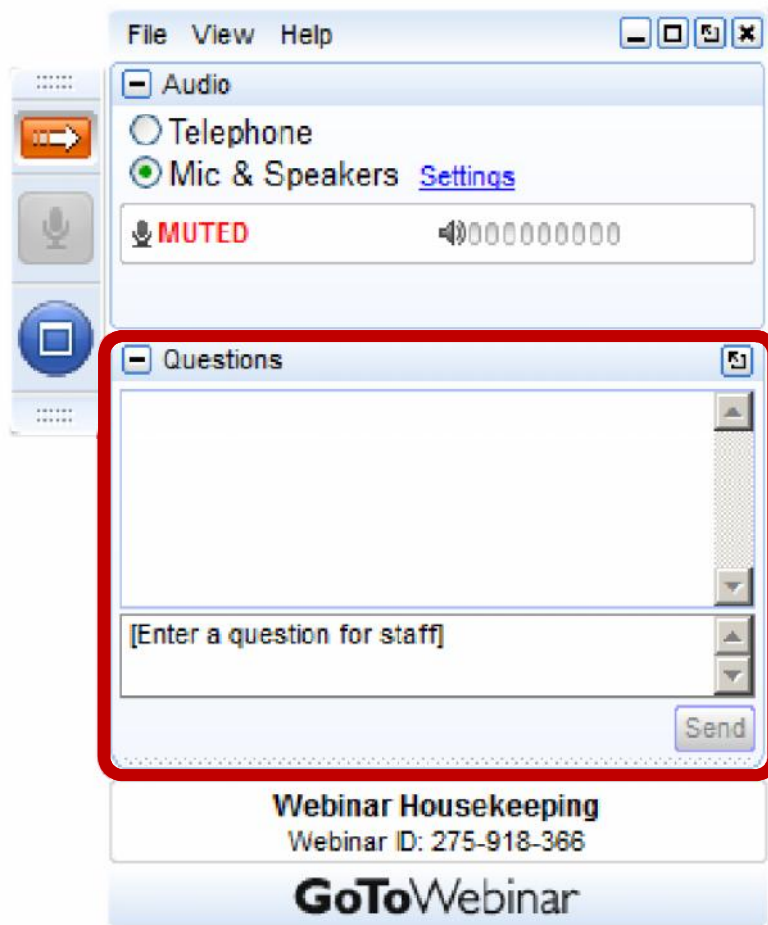 File View Help
Audio
Telephone
Mic & Speakers Settings
MUTED
Questions
[Enter a question for staff]
Send
Webinar Housekeeping
Webinar ID: 275-918-366
GoToWebinar